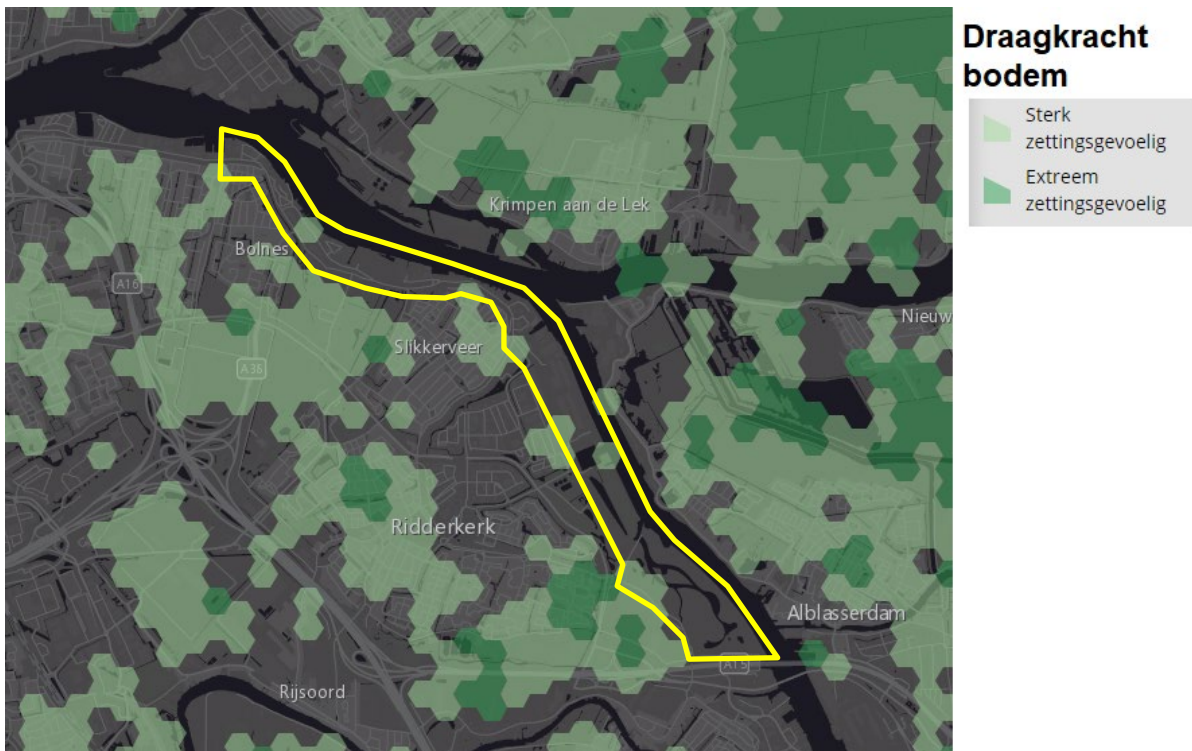 Draagkracht
bodem
Sterk
zettingsgevoelig
Extreem
zettingsgevoelig
Krimpen aan de Lek
Bolnes
A16
Nieuw
Slikkerveer
A38
Ridderkerk
Alblasserdam
A15
Rijsoord